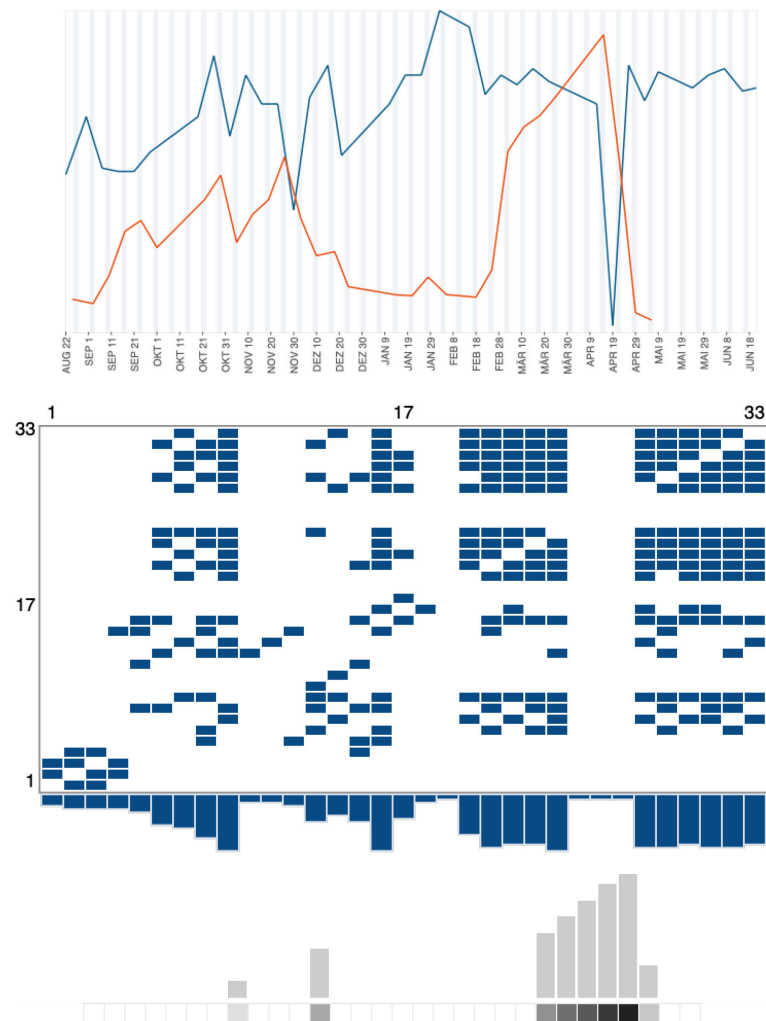 AUG 22
SEP 1
SEP 11
SEP 21
OKT 1
OKT 11
OKT 21
OKT 31
NOV 10
NOV 20
NOV 30
DEZ 10
DEZ 20
DEZ 30
JAN 9
JAN 19
JAN 29
FEB 8
FEB 18
FEB 28
MÄR 10
MÄR 20
MÄR 30
APR 9
APR 19
APR 29
MAI 9
MAI 19
MAI 29
JUN 8
JUN 18
1 17 33
33
17
1